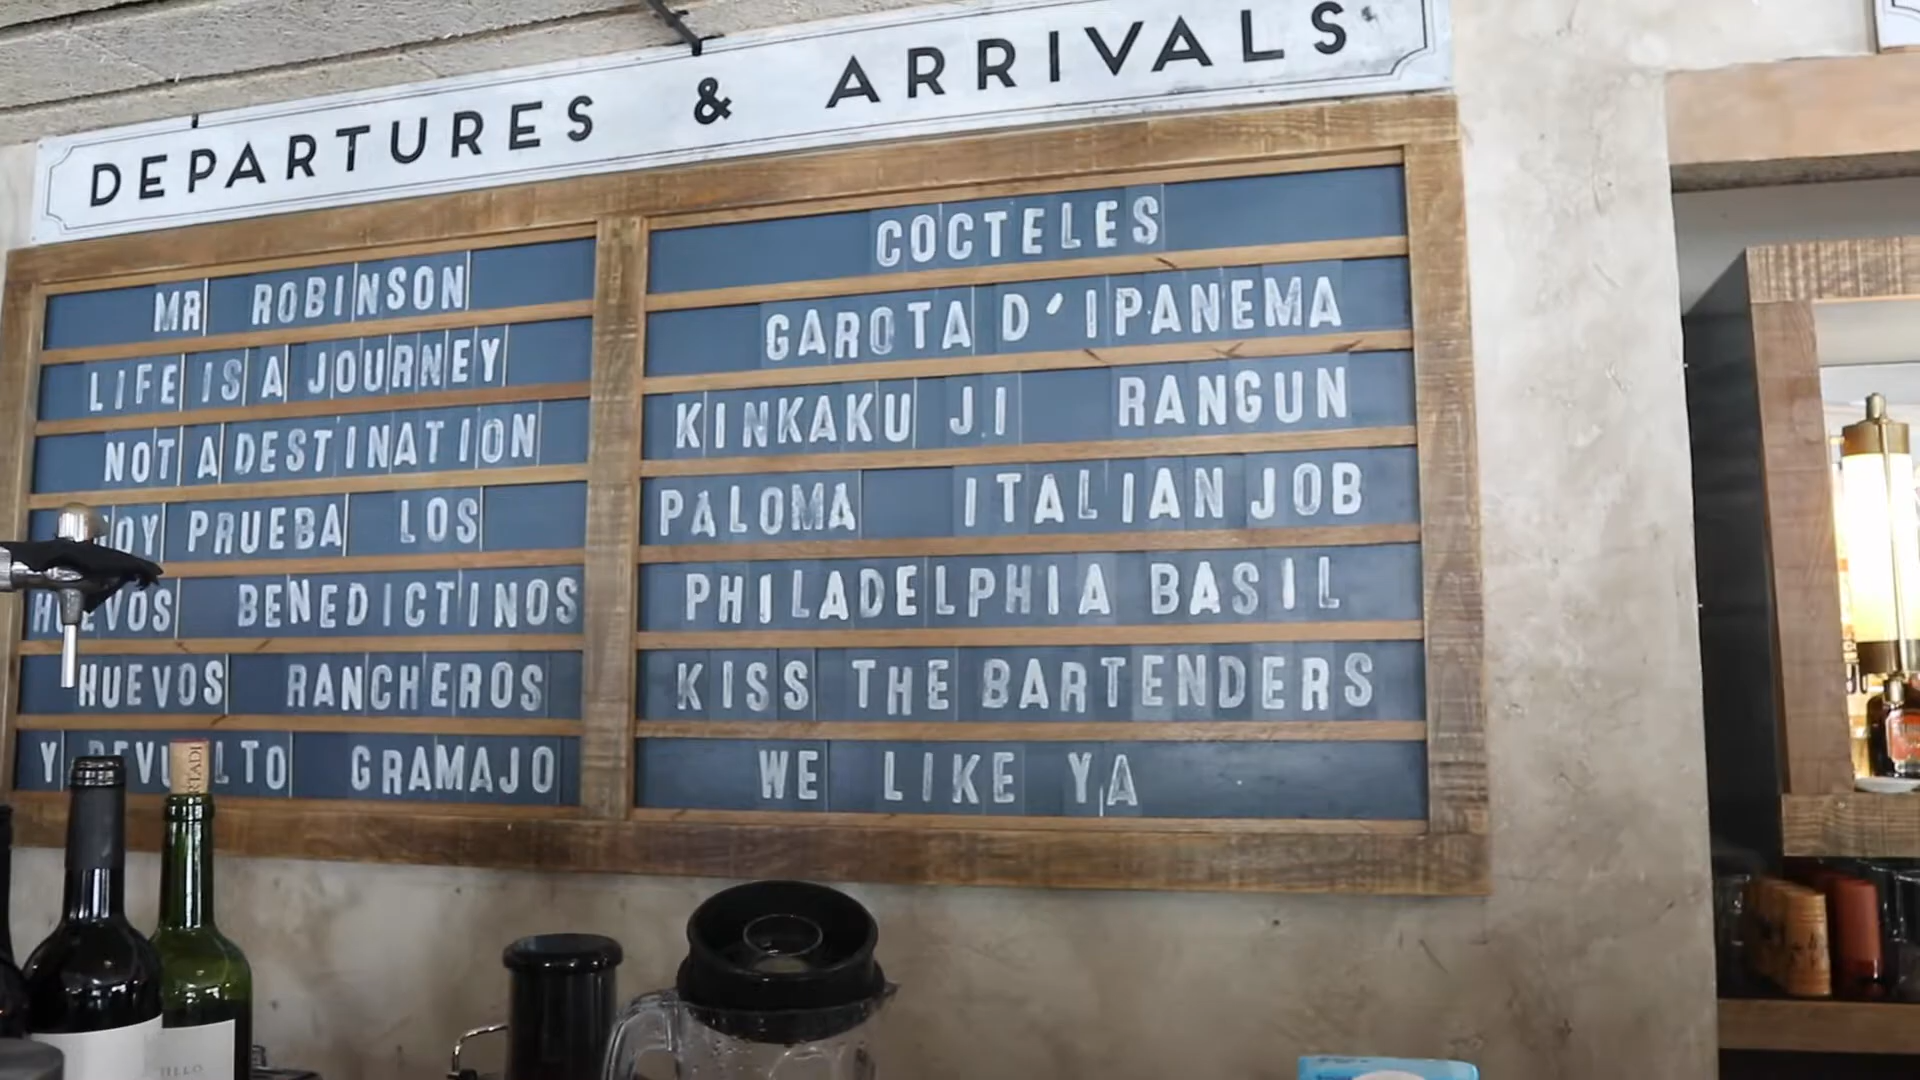 DEPARTURES & ARRIVALS
MR ROBINSON
LIFE IS A JOURNEY
NOT A DESTINATION
HOY PRUEBA LOS
HUEVOS BENEDICTINOS
HUEVOS RANCHEROS
Y REVUELTO GRAMAJO
COCTELES
GAROTA D'IPANEMA
KINKAKU JI RANGUN
PALOMA ITALIAN JOB
PHILADELPHIA BASIL
KISS THE BARTENDERS
WE LIKE YA